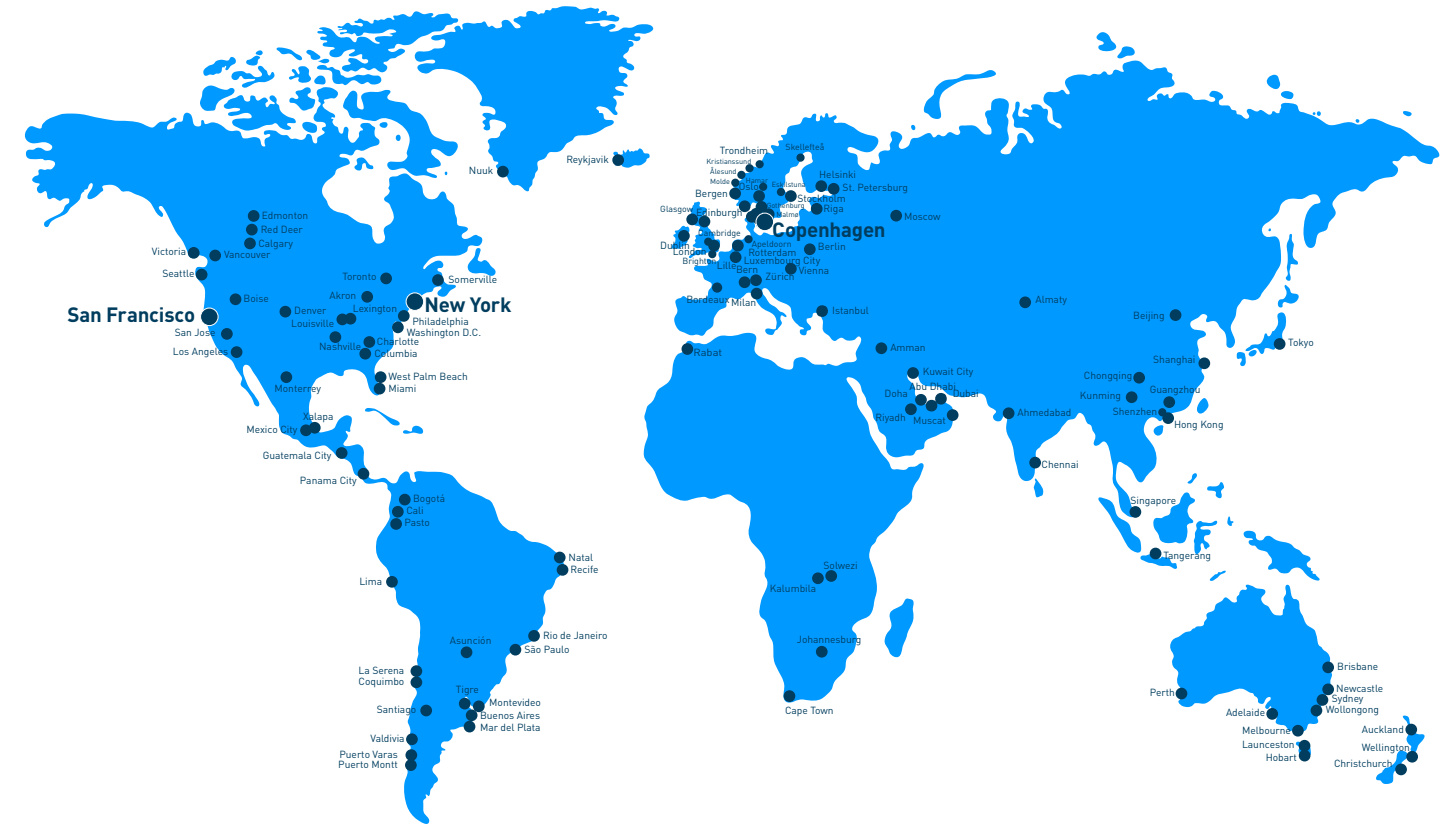 Reykjavik
Nuuk
Trondheim
Skellefteå
Kristianssund
Ålesund
Molde
Hamar
Bergen
Oslo
Eskilstuna
Helsinki
St. Petersburg
Stockholm
Gothenburg
Riga
Malmø
Moscow
Glasgow
Edinburgh
Copenhagen
Dublin
Cambridge
London
Brighton
Apeldoorn
Rotterdam
Berlin
Lille
Luxembourg City
Vienna
Bern
Zürich
Bordeaux
Milan
Istanbul
Edmonton
Red Deer
Calgary
Victoria
Vancouver
Seattle
Toronto
Somerville
Boise
Akron
New York
San Francisco
Denver
Lexington
Louisville
Philadelphia
Washington D.C.
San Jose
Nashville
Charlotte
Los Angeles
Columbia
Monterrey
West Palm Beach
Miami
Xalapa
Mexico City
Guatemala City
Panama City
Rabat
Amman
Almaty
Beijing
Tokyo
Shanghai
Kuwait City
Chongqing
Abu Dhabi
Doha
Dubai
Guangzhou
Kunming
Riyadh
Muscat
Ahmedabad
Shenzhen
Hong Kong
Chennai
Singapore
Tangerang
Bogotá
Cali
Pasto
Natal
Recife
Lima
Solwezi
Kalumbila
Rio de Janeiro
São Paulo
Asunción
Johannesburg
La Serena
Coquimbo
Tigre
Montevideo
Santiago
Buenos Aires
Mar del Plata
Cape Town
Valdivia
Puerto Varas
Puerto Montt
Brisbane
Perth
Newcastle
Sydney
Adelaide
Wollongong
Melbourne
Auckland
Launceston
Wellington
Hobart
Christchurch